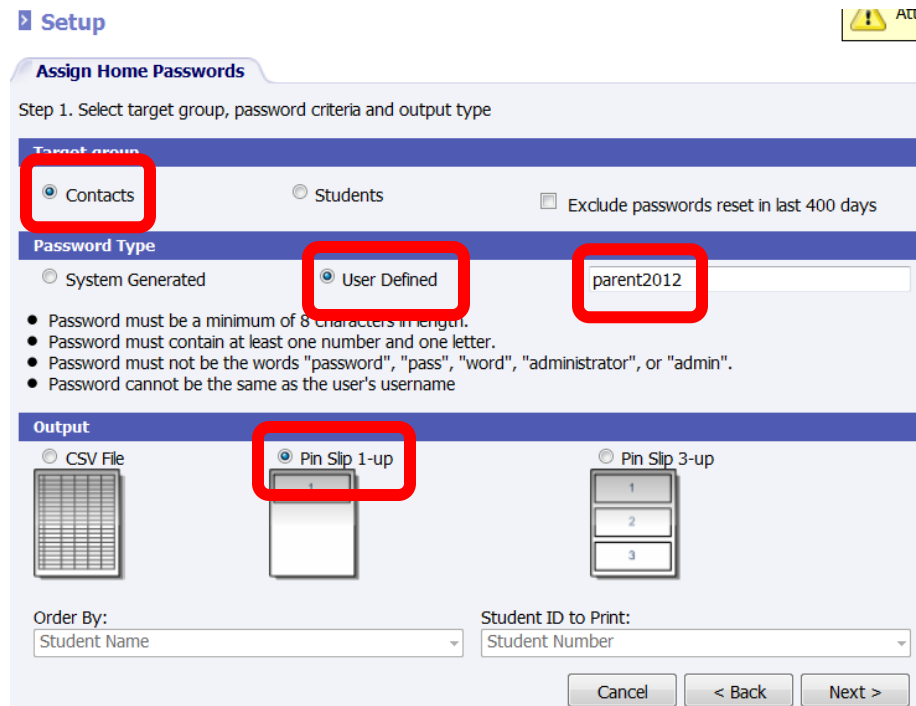 Setup
Att
Assign Home Passwords
Step 1. Select target group, password criteria and output type
Target group
Contacts Students Exclude passwords reset in last 400 days
Password Type
System Generated User Defined parent2012
Password must be a minimum of 8 characters in length.
Password must contain at least one number and one letter.
Password must not be the words "password", "pass", "word", "administrator", or "admin".
Password cannot be the same as the user's username
Output
CSV File Pin Slip 1-up Pin Slip 3-up
1 1
2
3
Order By: Student ID to Print:
Student Name Student Number
Cancel < Back Next >